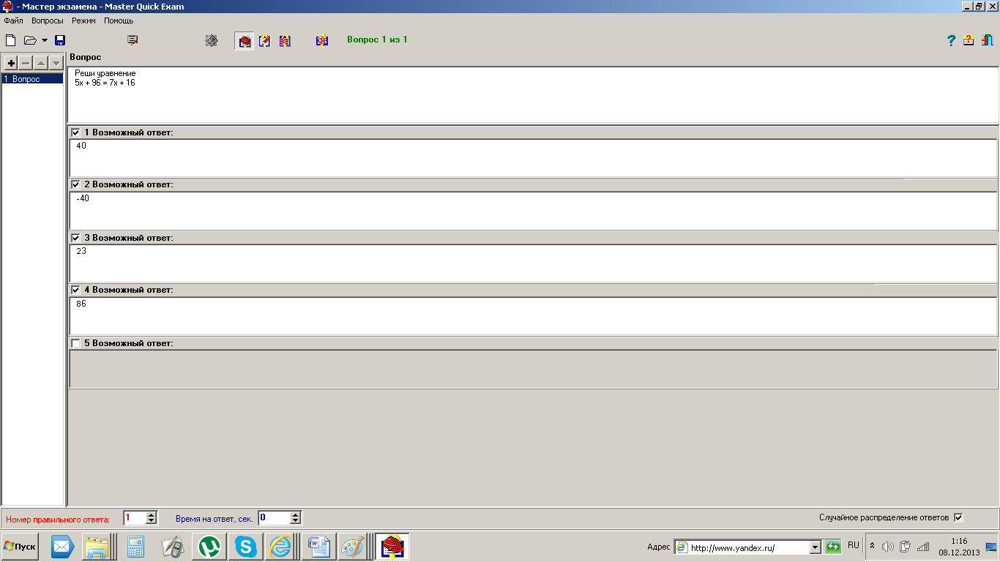 - Мастер экзамена - Master Quick Exam
Файл Вопросы Режим Помощь
Вопрос 1 из 1
Вопрос
1 Вопрос
Реши уравнение
5x + 96 = 7x + 16
1 Возможный ответ:
40
2 Возможный ответ:
-40
3 Возможный ответ:
23
4 Возможный ответ:
86
5 Возможный ответ:
Номер правильного ответа: 1 Время на ответ, сек. 0 Случайное распределение ответов
Пуск Адрес http://www.yandex.ru/ RU 1:16
08.12.2013